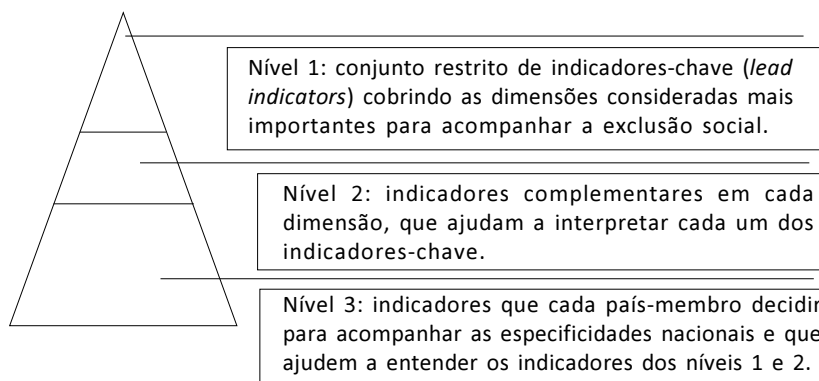 Nível 1: conjunto restrito de indicadores-chave (lead
indicators) cobrindo as dimensões consideradas mais
importantes para acompanhar a exclusão social.
Nível 2: indicadores complementares em cada
dimensão, que ajudam a interpretar cada um dos
indicadores-chave.
Nível 3: indicadores que cada país-membro decidir
para acompanhar as especificidades nacionais e que
ajudem a entender os indicadores dos níveis 1 e 2.